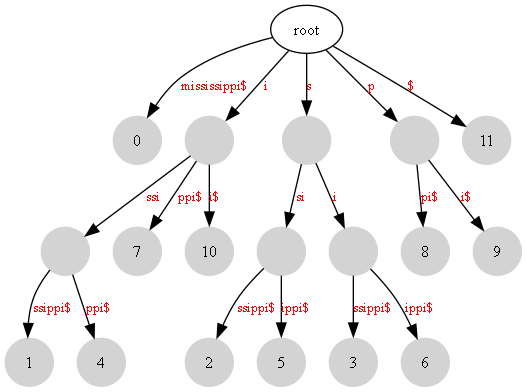 root
mississippi$ i s p $
0 11
ssi ppi$ i$ si i pi$ i$
7 10 8 9
ssippi$ ppi$ ssippi$ ippi$ ssippi$ ippi$
1 4 2 5 3 6